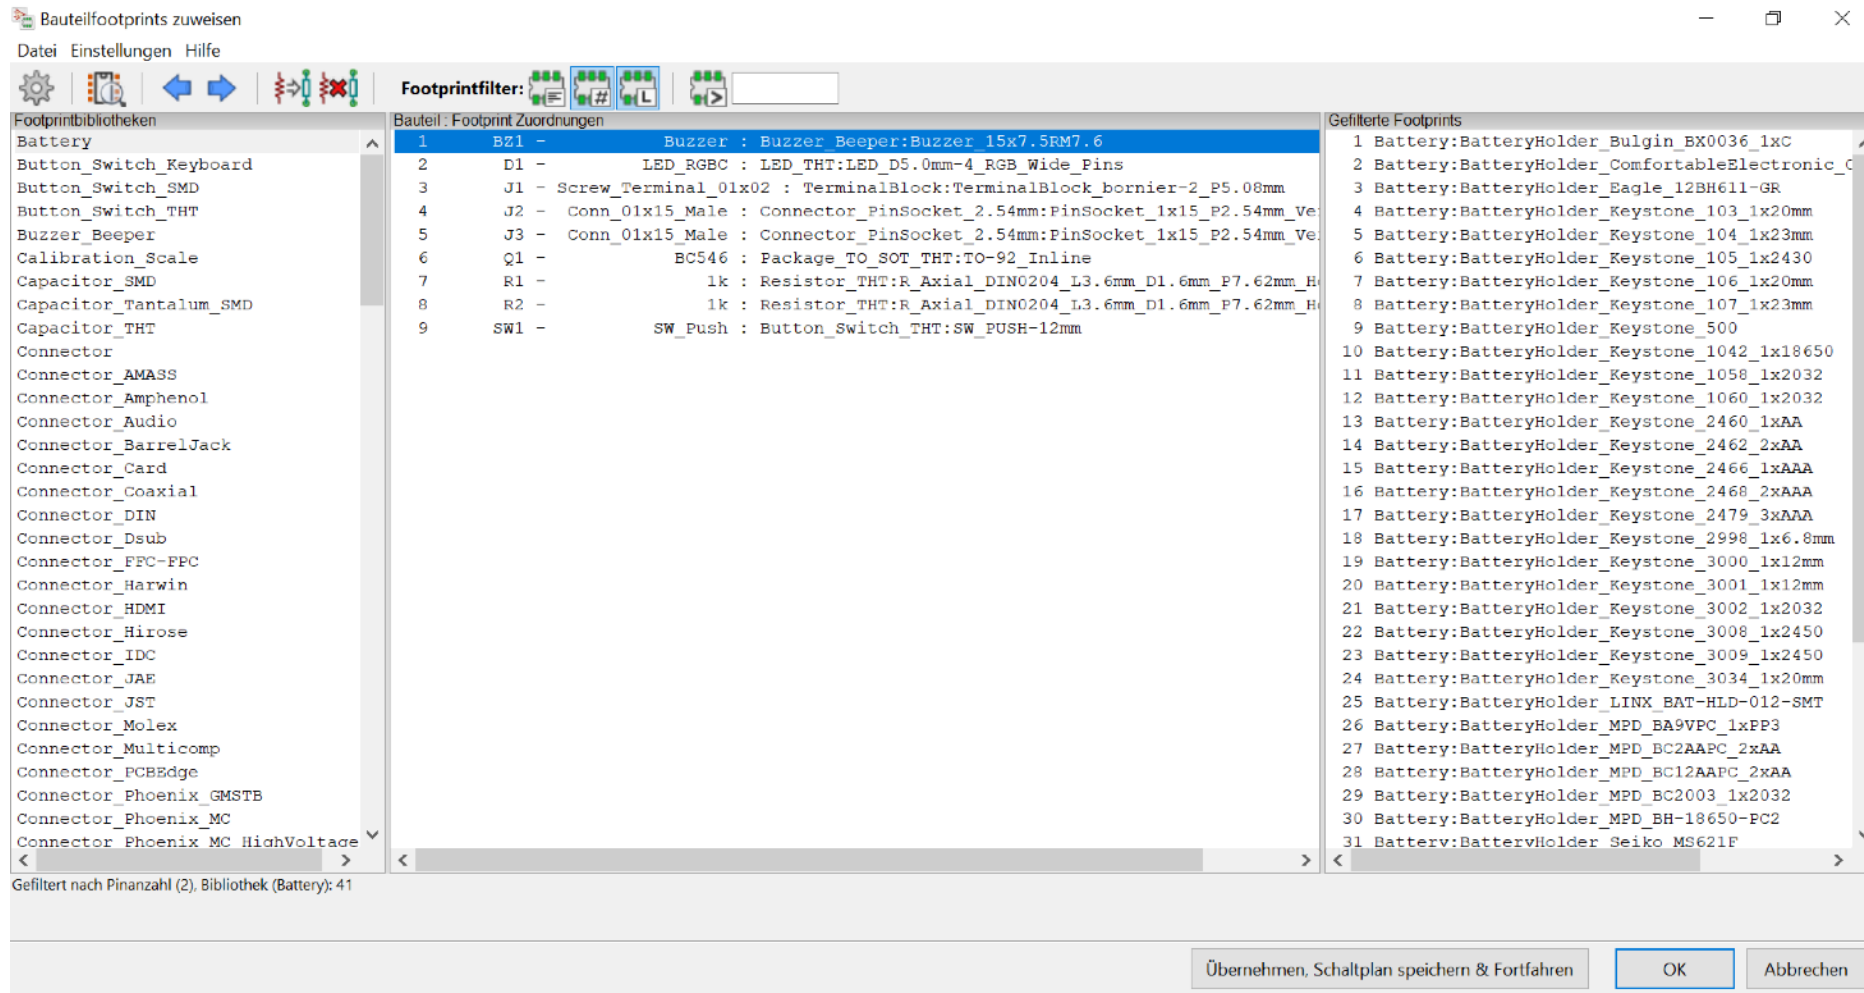 Bauteilfootprints zuweisen
Datei Einstellungen Hilfe
Footprintfilter:
Footprintbibliotheken
Battery
Button_Switch_Keyboard
Button_Switch_SMD
Button_Switch_THT
Buzzer_Beeper
Calibration_Scale
Capacitor_SMD
Capacitor_Tantalum_SMD
Capacitor_THT
Connector
Connector_AMASS
Connector_Amphenol
Connector_Audio
Connector_BarrelJack
Connector_Card
Connector_Coaxial
Connector_DIN
Connector_Dsub
Connector_FFC-FPC
Connector_Harwin
Connector_HDMI
Connector_Hirose
Connector_IDC
Connector_JAE
Connector_JST
Connector_Molex
Connector_Multicomp
Connector_PCBEdge
Connector_Phoenix_GMSTB
Connector_Phoenix_MC
Connector_Phoenix_MC_HighVoltage
Bauteil : Footprint Zuordnungen
1 BZ1 - Buzzer : Buzzer_Beeper:Buzzer_15x7.5RM7.6
2 D1 - LED_RGBC : LED_THT:LED_D5.0mm-4_RGB_Wide_Pins
3 J1 - Screw_Terminal_01x02 : TerminalBlock:TerminalBlock_bornier-2_P5.08mm
4 J2 - Conn_01x15_Male : Connector_PinSocket_2.54mm:PinSocket_1x15_P2.54mm_Ve
5 J3 - Conn_01x15_Male : Connector_PinSocket_2.54mm:PinSocket_1x15_P2.54mm_Ve
6 Q1 - BC546 : Package_TO_SOT_THT:TO-92_Inline
7 R1 - 1k : Resistor_THT:R_Axial_DIN0204_L3.6mm_D1.6mm_P7.62mm_H
8 R2 - 1k : Resistor_THT:R_Axial_DIN0204_L3.6mm_D1.6mm_P7.62mm_H
9 SW1 - SW_Push : Button_Switch_THT:SW_PUSH-12mm
Gefilterte Footprints
1 Battery:BatteryHolder_Bulgin_BX0036_1xC
2 Battery:BatteryHolder_ComfortableElectronic_C
3 Battery:BatteryHolder_Eagle_12BH611-GR
4 Battery:BatteryHolder_Keystone_103_1x20mm
5 Battery:BatteryHolder_Keystone_104_1x23mm
6 Battery:BatteryHolder_Keystone_105_1x2430
7 Battery:BatteryHolder_Keystone_106_1x20mm
8 Battery:BatteryHolder_Keystone_107_1x23mm
9 Battery:BatteryHolder_Keystone_500
10 Battery:BatteryHolder_Keystone_1042_1x18650
11 Battery:BatteryHolder_Keystone_1058_1x2032
12 Battery:BatteryHolder_Keystone_1060_1x2032
13 Battery:BatteryHolder_Keystone_2460_1xAA
14 Battery:BatteryHolder_Keystone_2462_2xAA
15 Battery:BatteryHolder_Keystone_2466_1xAAA
16 Battery:BatteryHolder_Keystone_2468_2xAAA
17 Battery:BatteryHolder_Keystone_2479_3xAAA
18 Battery:BatteryHolder_Keystone_2998_1x6.8mm
19 Battery:BatteryHolder_Keystone_3000_1x12mm
20 Battery:BatteryHolder_Keystone_3001_1x12mm
21 Battery:BatteryHolder_Keystone_3002_1x2032
22 Battery:BatteryHolder_Keystone_3008_1x2450
23 Battery:BatteryHolder_Keystone_3009_1x2450
24 Battery:BatteryHolder_Keystone_3034_1x20mm
25 Battery:BatteryHolder_LINX_BAT-HLD-012-SMT
26 Battery:BatteryHolder_MPD_BA9VPC_1xPP3
27 Battery:BatteryHolder_MPD_BC2AAPC_2xAA
28 Battery:BatteryHolder_MPD_BC12AAPC_2xAA
29 Battery:BatteryHolder_MPD_BC2003_1x2032
30 Battery:BatteryHolder_MPD_BH-18650-PC2
31 Battery:BatteryHolder_Seiko_MS621F
Gefiltert nach Pinanzahl (2), Bibliothek (Battery): 41
Übernehmen, Schaltplan speichern & Fortfahren
OK
Abbrechen